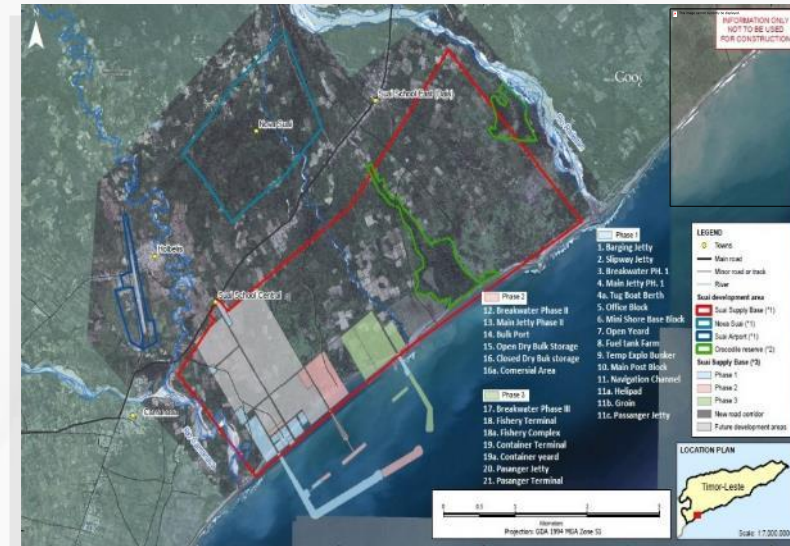 INFORMATION ONLY
NOT TO BE USED
FOR CONSTRUCTION
Suai School East (Dais)
Nova Suai
Holbelin
Suai School Central
Camanasa
Phase 1
1. Barging Jetty
2. Slipway Jetty
3. Breakwater PH. 1
4. Main Jetty PH. 1
4a. Tug Boat Berth
5. Office Block
6. Mini Shore Base Block
7. Open Yeard
8. Fuel tank Farm
9. Temp Explo Bunker
10. Main Post Block
11. Navigation Channel
11a. Helipad
11b. Groin
11c. Passanger Jetty
Phase 2
12. Breakwater Phase II
13. Main Jetty Phase II
14. Bulk Port
15. Open Dry Bulk Storage
16. Closed Dry Buk storage
16a. Comersial Area
Phase 3
17. Breakwater Phase III
18. Fishery Terminal
18a. Fishery Complex
19. Container Terminal
19a. Container yeard
20. Pasanger Jetty
21. Pasanger Terminal
LEGEND
Towns
Main road
Minor road or track
River
Suai development area
Suai Supply Base (*1)
Nova Suai (*1)
Suai Airport (*1)
Crocodile reserve (*2)
Suai Supply Base (*3)
Phase 1
Phase 2
Phase 3
New road corridor
Future development areas
LOCATION PLAN
Timor-Leste
Scale: 1:7,000,000
Kilometers
Projection: GDA 1994 MGA Zone 51